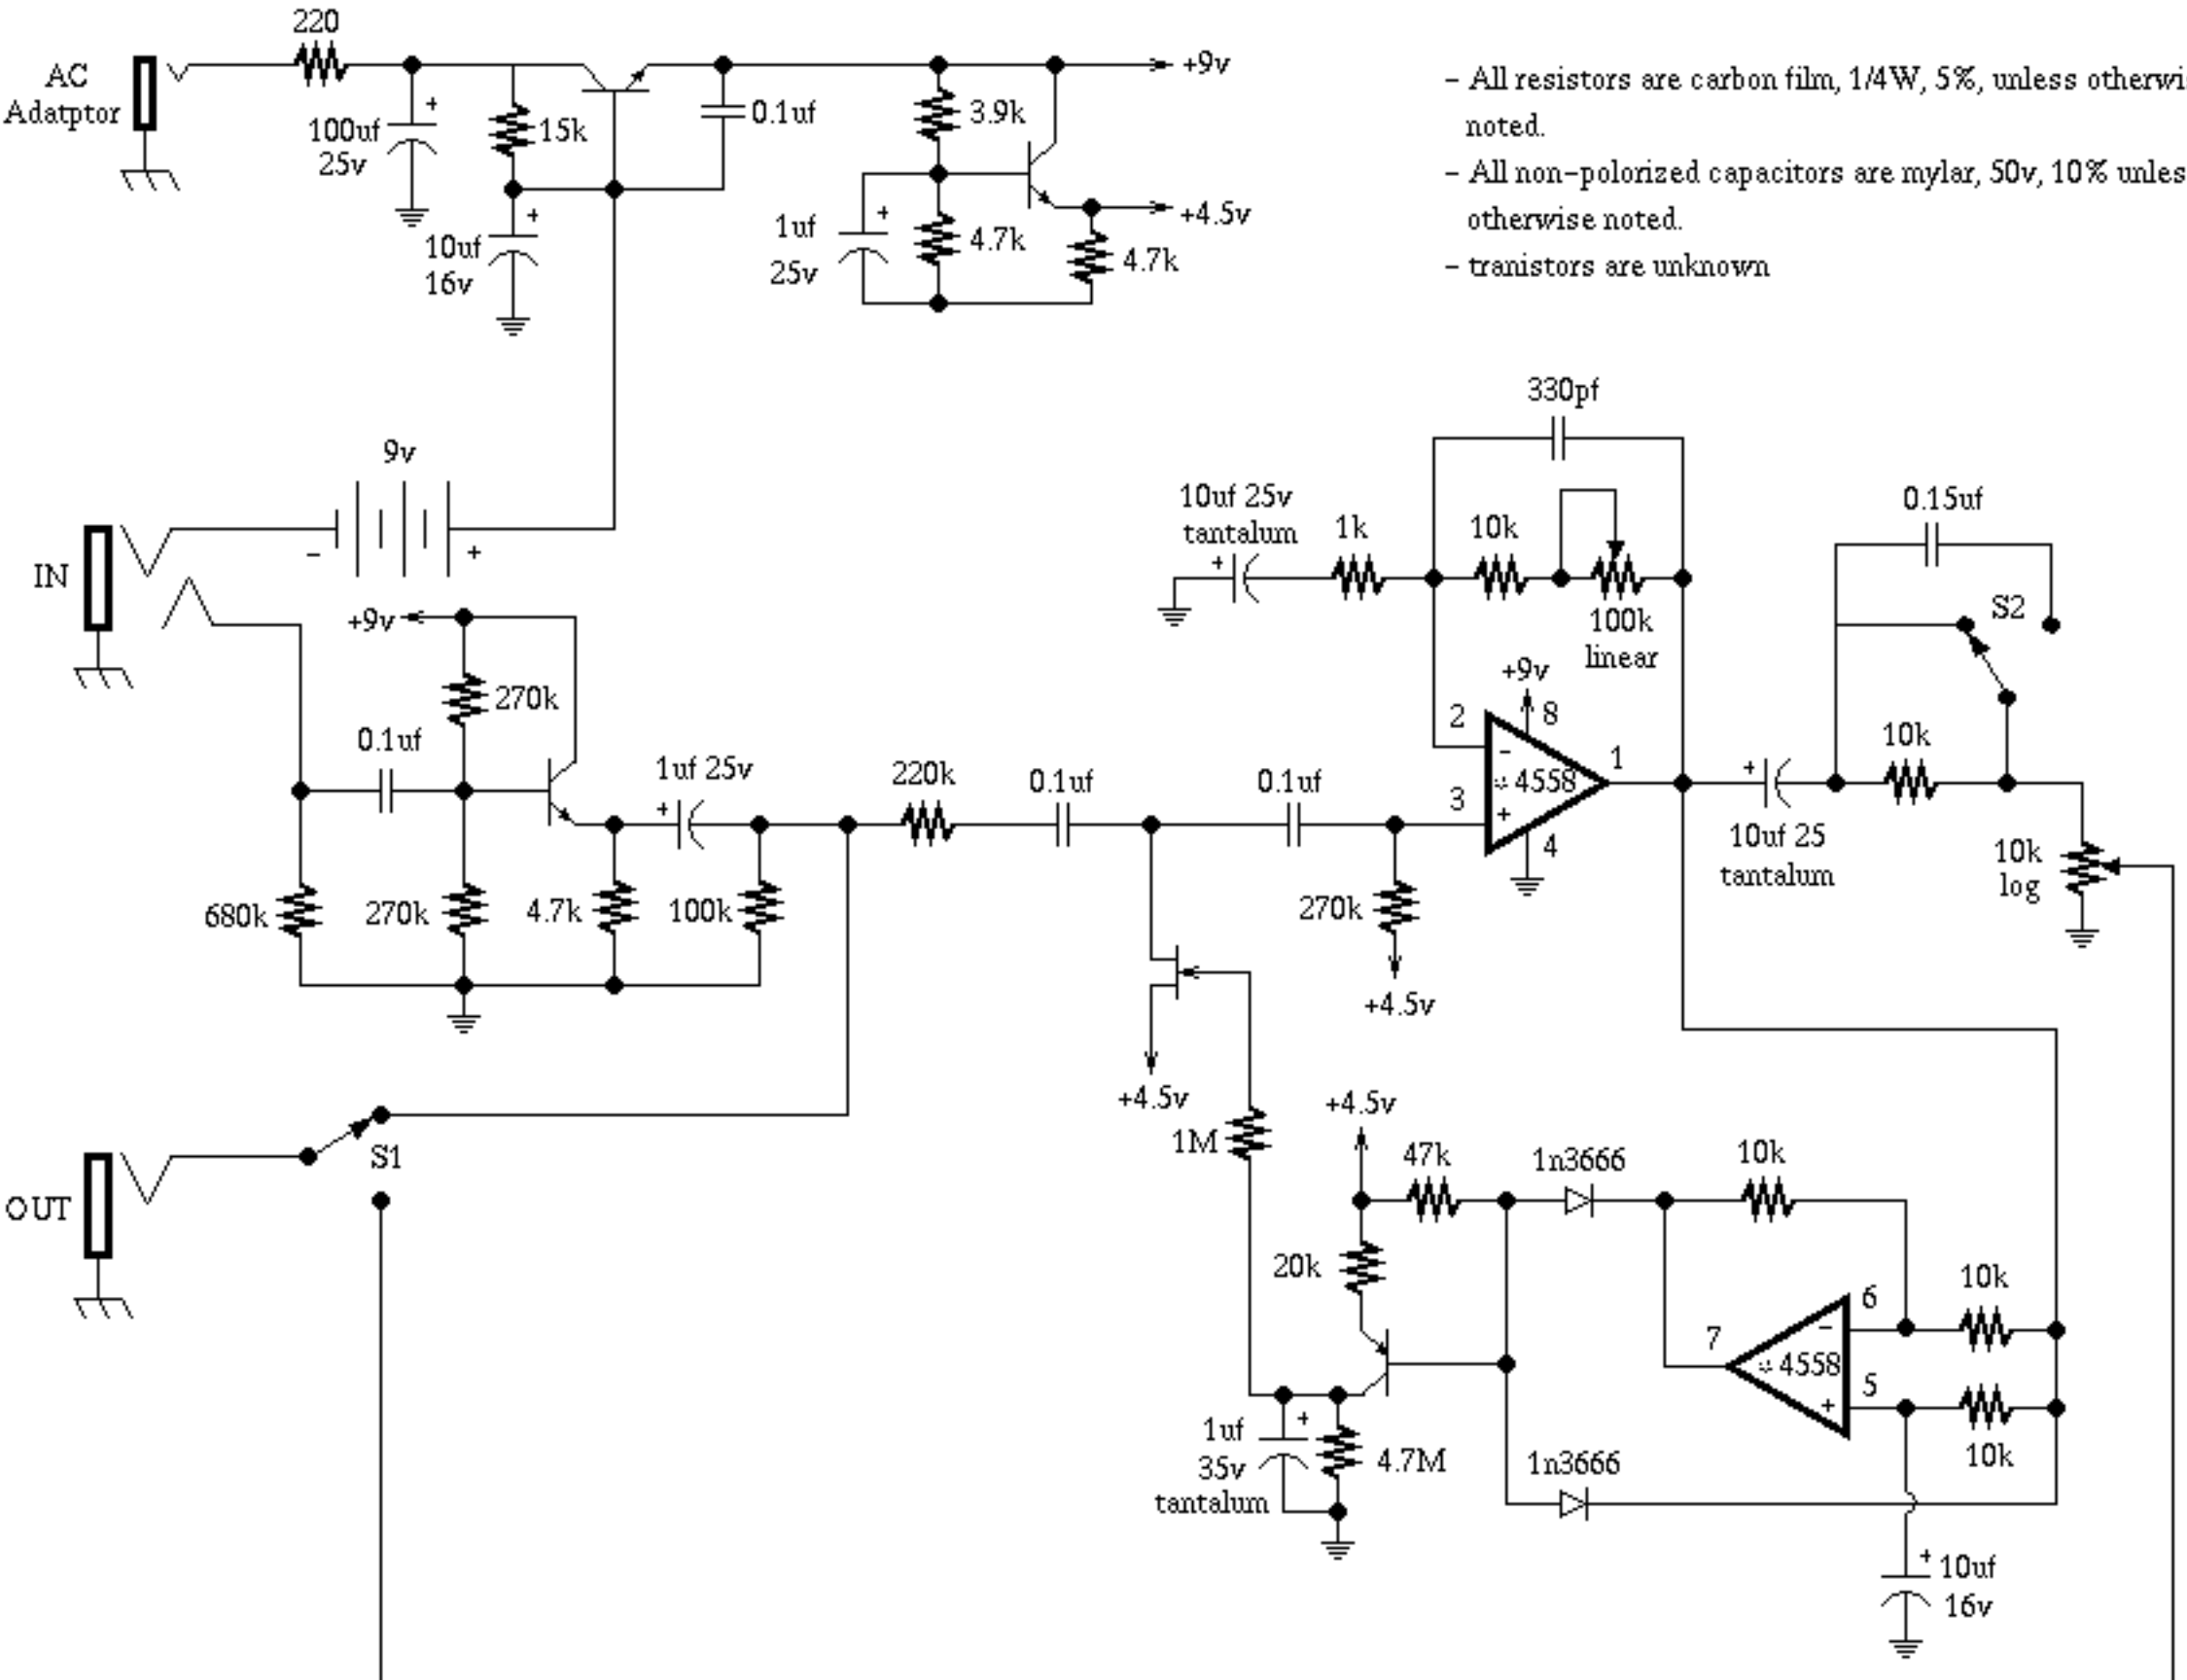 220
AC
Adatptor
100uf
25v
15k
10uf
16v
0.1uf
3.9k
1uf
25v
4.7k
4.7k
+9v
+4.5v
- All resistors are carbon film, 1/4W, 5%, unless otherwi
noted.
- All non-polorized capacitors are mylar, 50v, 10% unles
otherwise noted.
- tranistors are unknown
9v
-
+
IN
+9v
270k
0.1uf
680k
270k
4.7k
1uf 25v
100k
220k
0.1uf
0.1uf
270k
+4.5v
+4.5v
330pf
10uf 25v
tantalum
1k
10k
100k
linear
+9v
8
2
3
4558
1
4
10uf 25
tantalum
0.15uf
S2
10k
10k
log
OUT
S1
1M
+4.5v
47k
20k
1n3666
10k
7
4558
6
5
10k
10k
1uf
35v
tantalum
4.7M
1n3666
10uf
16v